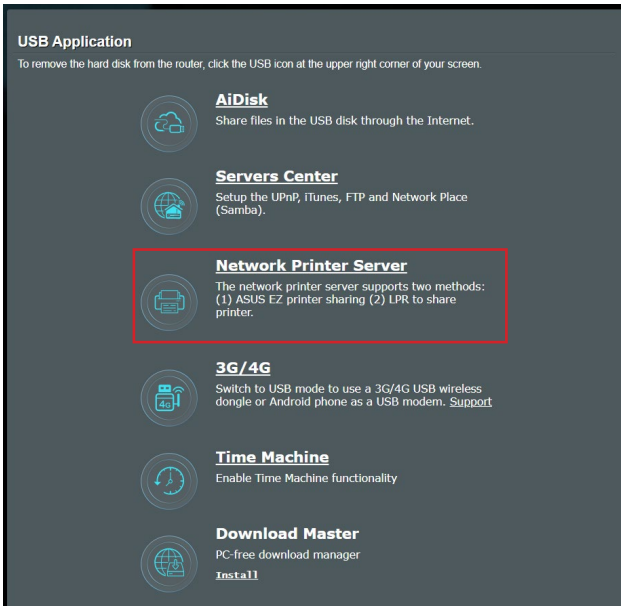 USB Application
To remove the hard disk from the router, click the USB icon at the upper right corner of your screen.
AiDisk
Share files in the USB disk through the Internet.
Servers Center
Setup the UPnP, iTunes, FTP and Network Place
(Samba).
Network Printer Server
The network printer server supports two methods:
(1) ASUS EZ printer sharing (2) LPR to share
printer.
3G/4G
4G
Switch to USB mode to use a 3G/4G USB wireless
dongle or Android phone as a USB modem. Support
Time Machine
Enable Time Machine functionality
Download Master
PC-free download manager
Install